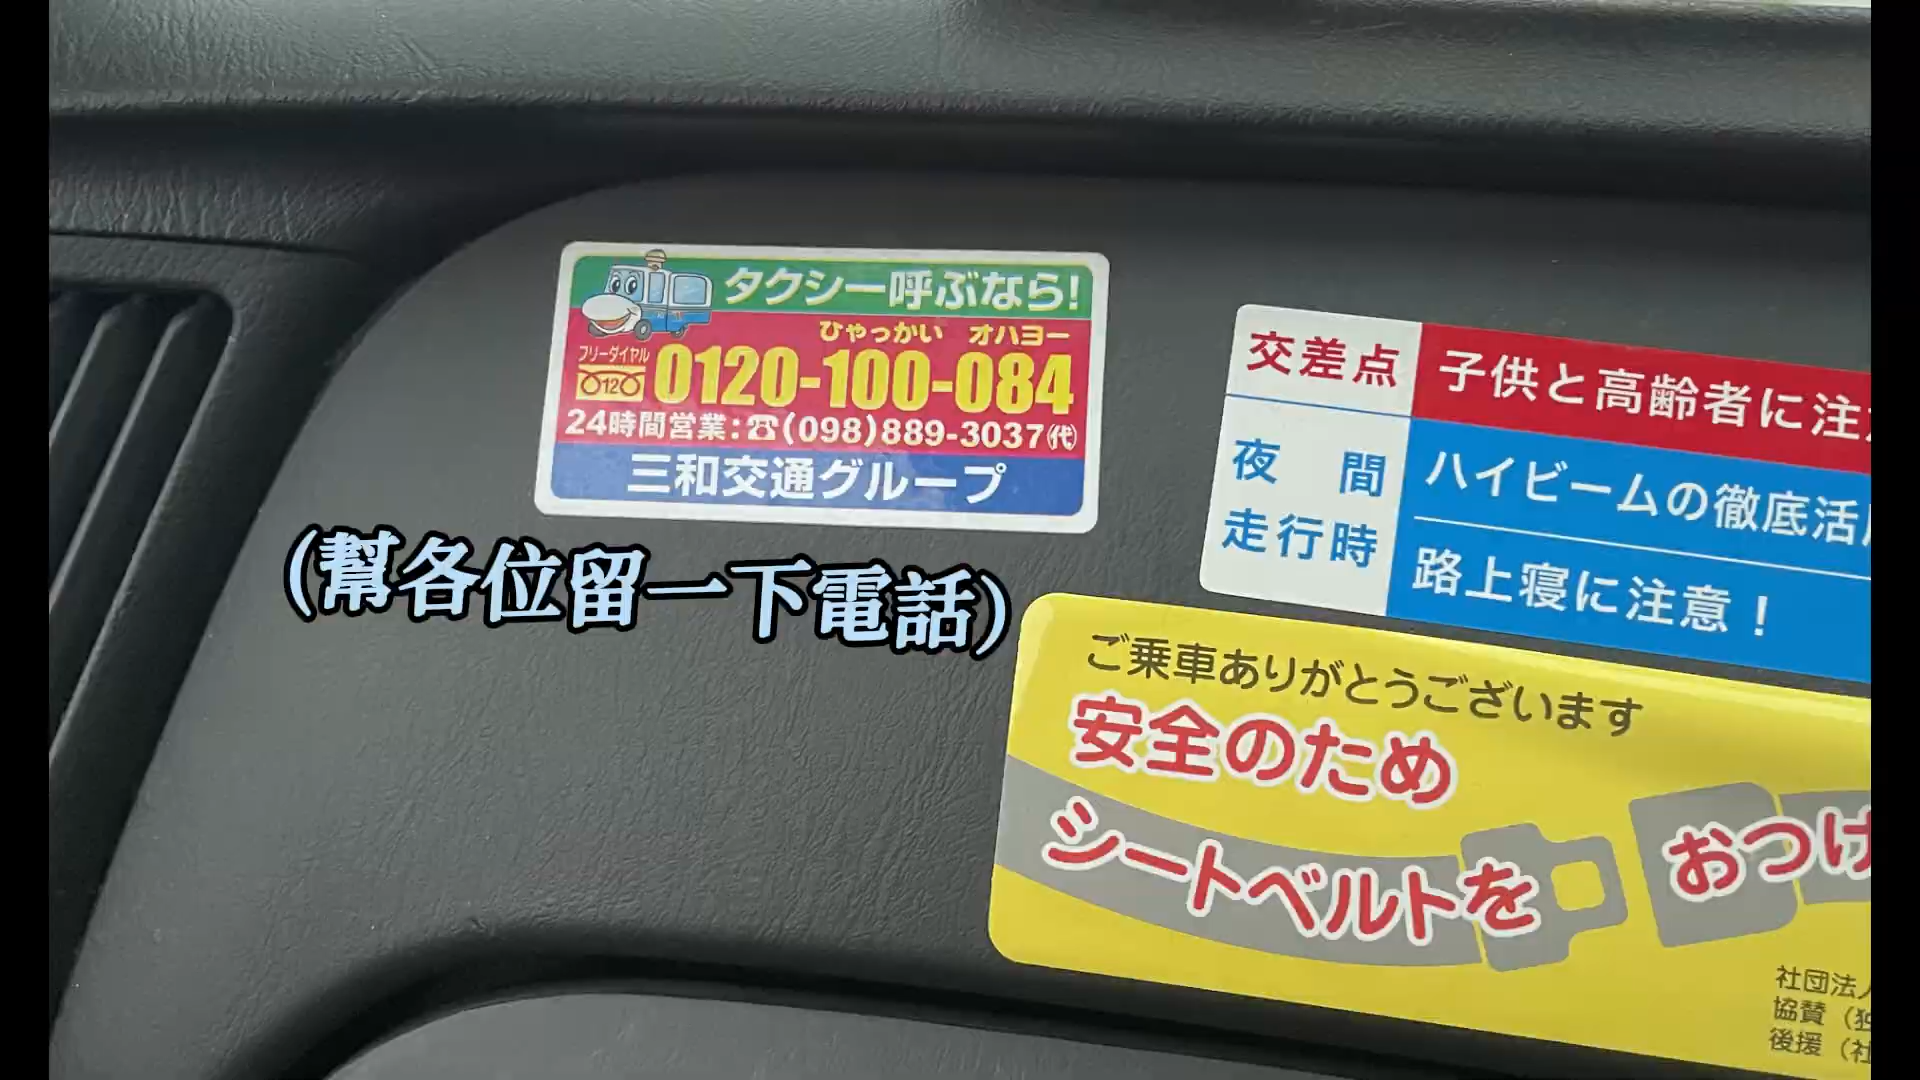 タクシー呼ぶなら!
ひゃっかい オハヨー
フリーダイヤル
0120-100-084
24時間営業:☎(098)889-3037(代)
三和交通グループ
(幫各位留一下電話)
交差点 子供と高齢者に注
夜間走行時 ハイビームの徹底活
路上寝に注意!
ご乗車ありがとうございます
安全のため
シートベルトを おつけ
社団法
協賛(独
後援(社